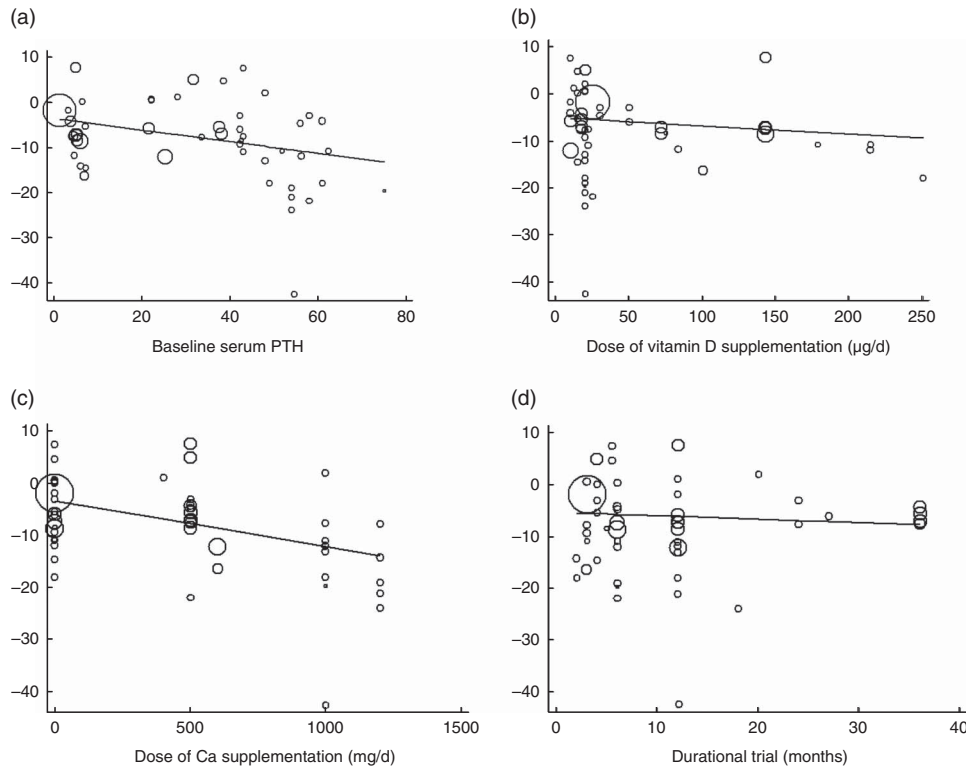 (a)
10
0
−10
−20
−30
−40
0 20 40 60 80
Baseline serum PTH
(b)
10
0
−10
−20
−30
−40
0 50 100 150 200 250
Dose of vitamin D supplementation (µg/d)
(c)
10
0
−10
−20
−30
−40
0 500 1000 1500
Dose of Ca supplementation (mg/d)
(d)
10
0
−10
−20
−30
−40
0 10 20 30 40
Durational trial (months)